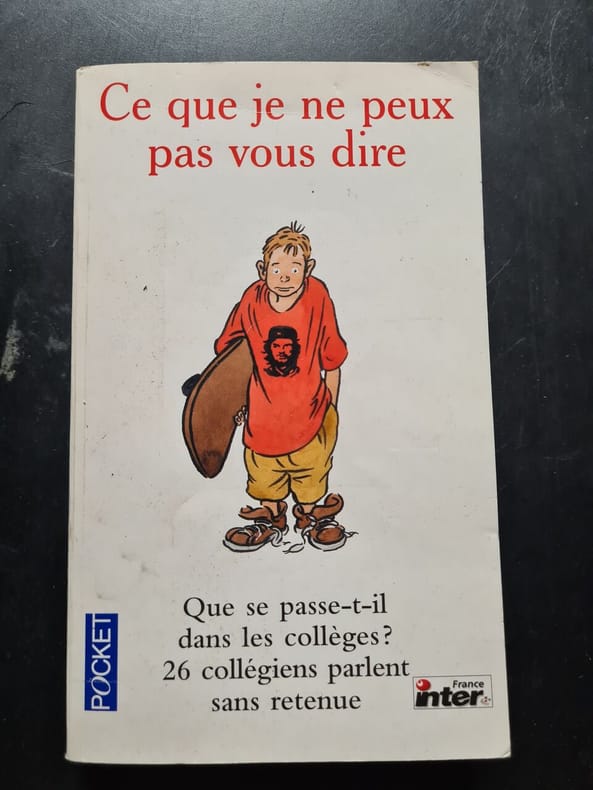 Ce que je ne peux
pas vous dire
Que se passe-t-il
dans les collèges?
26 collégiens parlent
sans retenue
POCKET
France
inter